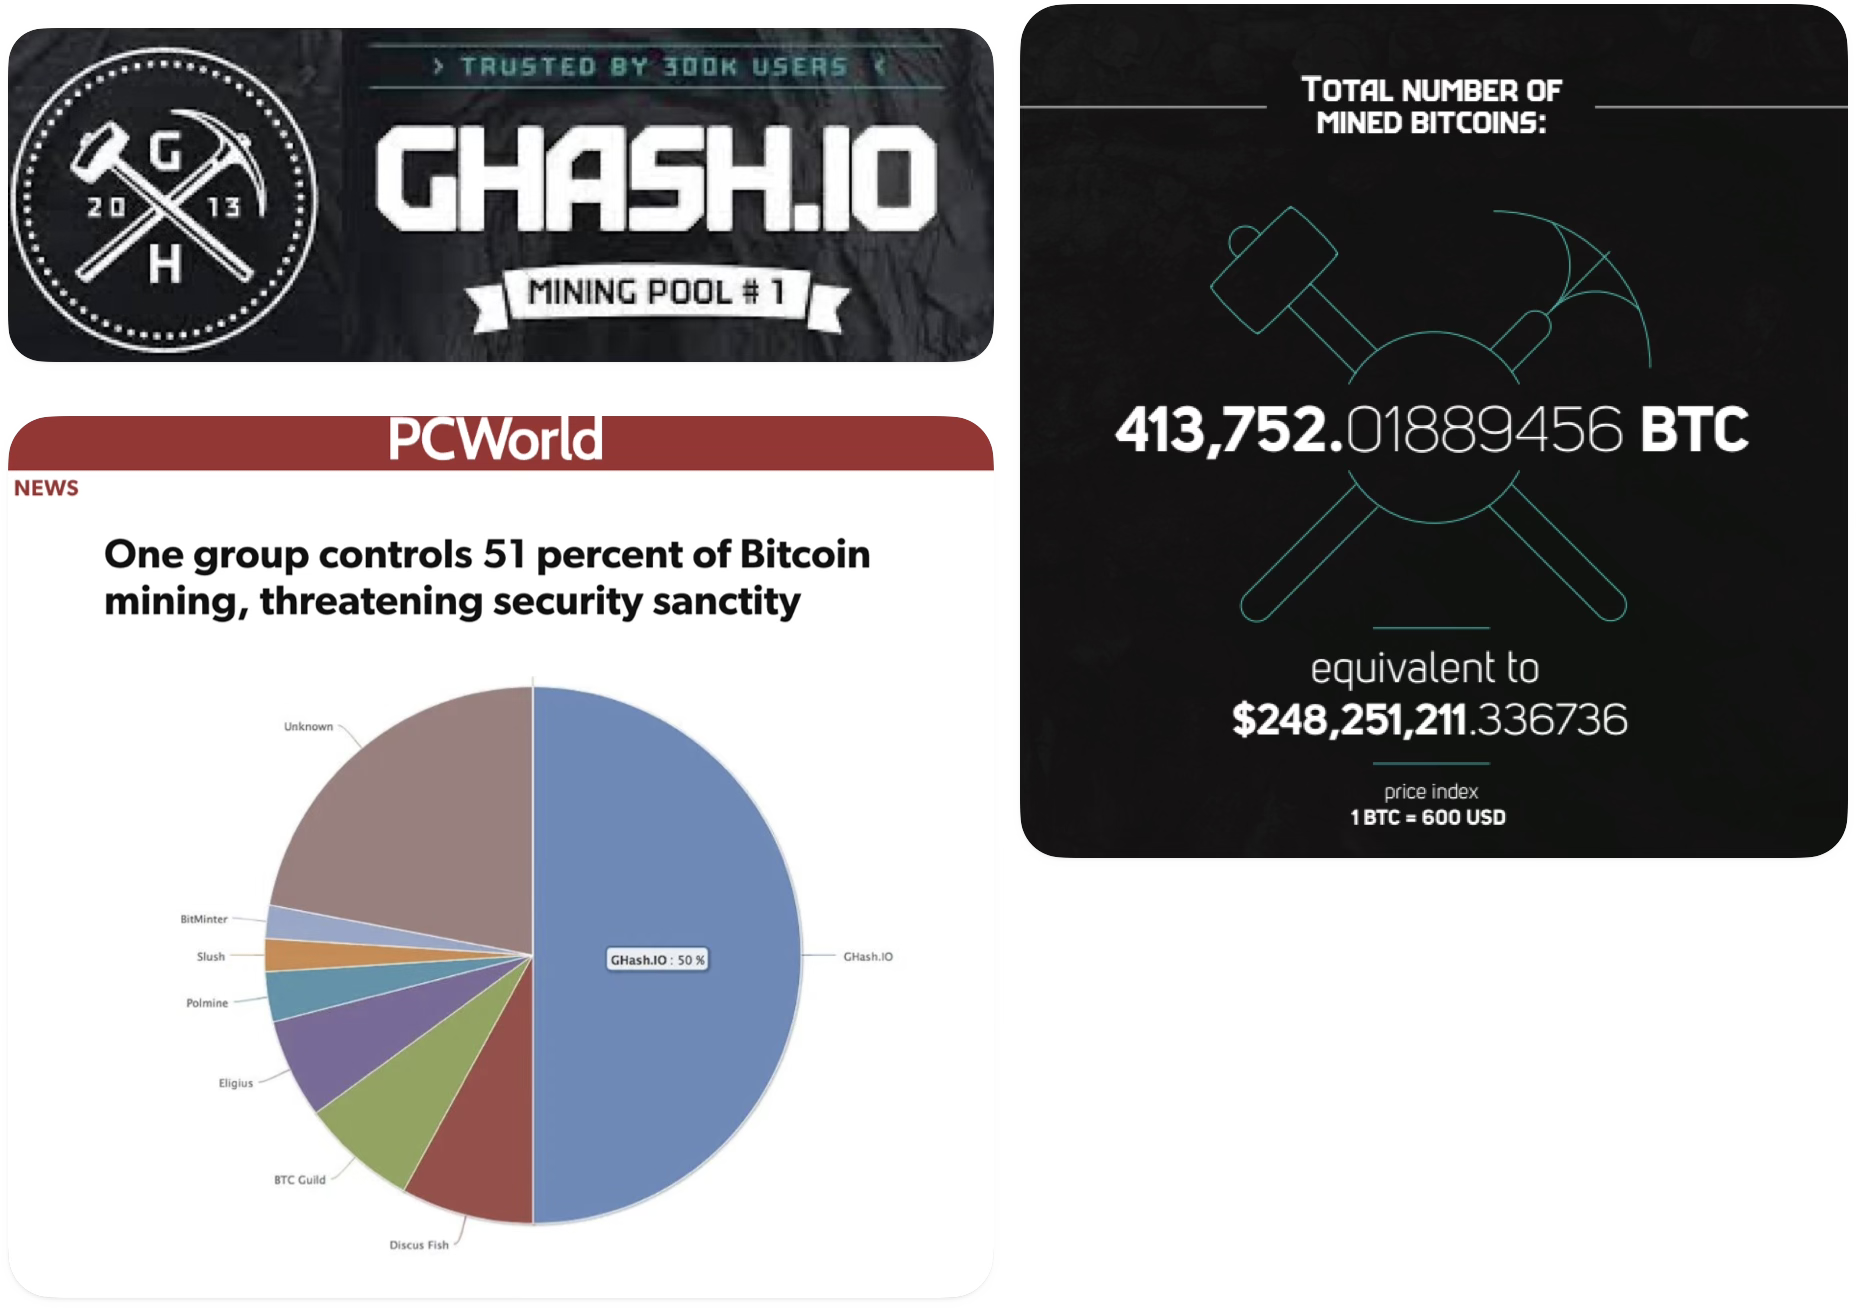 G
20 13
H
› TRUSTED BY 300K USERS ‹
GHASH.IO
MINING POOL # 1
PCWorld
NEWS
One group controls 51 percent of Bitcoin
mining, threatening security sanctity
Unknown
BitMinter
Slush
Polmine
Eligius
BTC Guild
Discus Fish
GHash.IO : 50 %
GHash.IO
TOTAL NUMBER OF
MINED BITCOINS:
413,752.01889456 BTC
equivalent to
$248,251,211.336736
price index
1 BTC = 600 USD